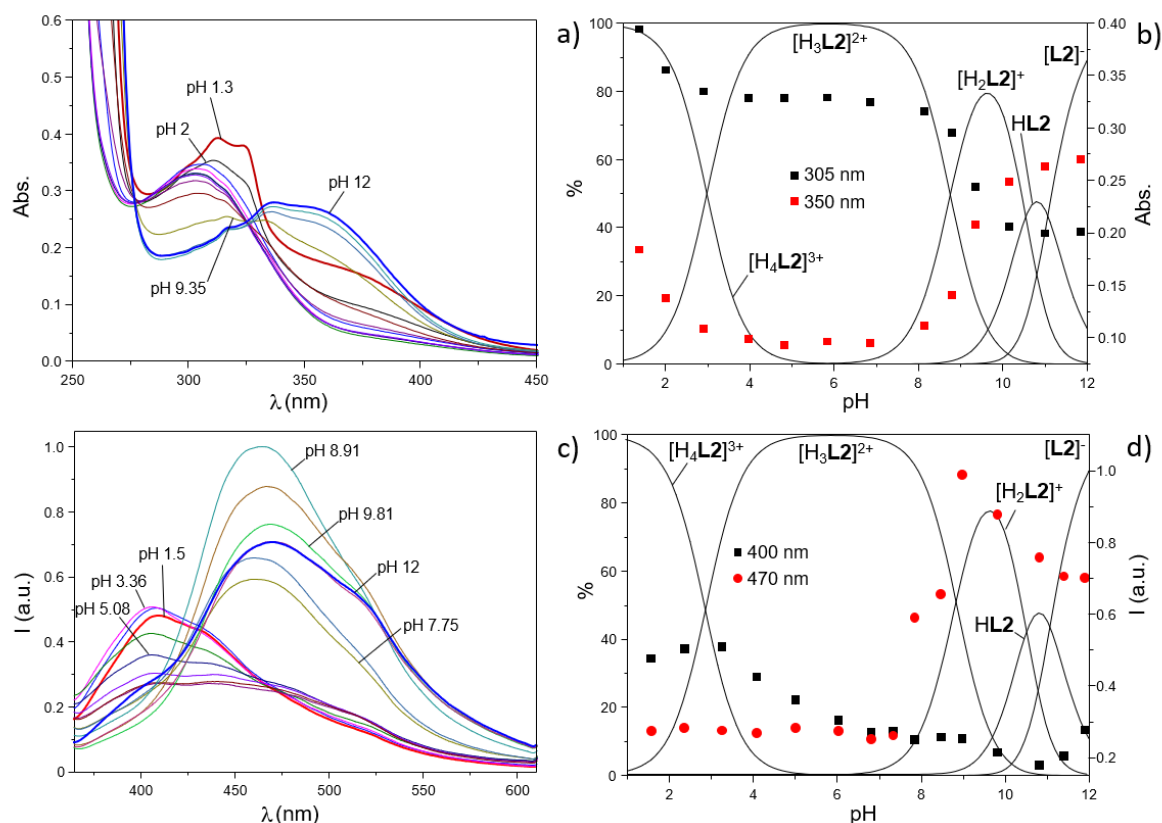 a)
0.6
0.5
0.4
0.3
0.2
0.1
0.0
Abs.
pH 1.3
pH 2
pH 12
pH 9.35
250 300 350 400 450
λ (nm)
b)
100
80
60
40
20
0
%
[H₃L2]²⁺
[H₂L2]⁺
[L2]⁻
HL2
[H₄L2]³⁺
305 nm
350 nm
0.40
0.35
0.30
0.25
0.20
0.15
0.10
Abs.
2 4 6 8 10 12
pH
c)
1.0
0.8
0.6
0.4
0.2
0
I (a.u.)
pH 8.91
pH 9.81
pH 1.5
pH 12
pH 3.36
pH 5.08
pH 7.75
400 450 500 550 600
λ (nm)
d)
100
80
60
40
20
0
%
[H₄L2]³⁺
[H₃L2]²⁺
[L2]⁻
[H₂L2]⁺
HL2
400 nm
470 nm
1.0
0.8
0.6
0.4
0.2
I (a.u.)
2 4 6 8 10 12
pH